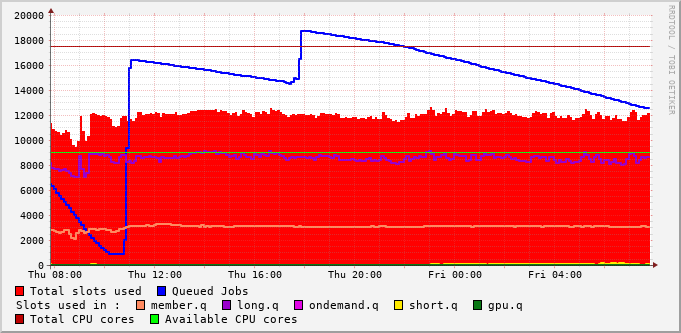 20000
18000
16000
14000
12000
10000
8000
6000
4000
2000
0
Thu 08:00 Thu 12:00 Thu 16:00 Thu 20:00 Fri 00:00 Fri 04:00
RRDTOOL / TOBI OETIKER
Total slots used Queued Jobs
Slots used in : member.q long.q ondemand.q short.q gpu.q
Total CPU cores Available CPU cores